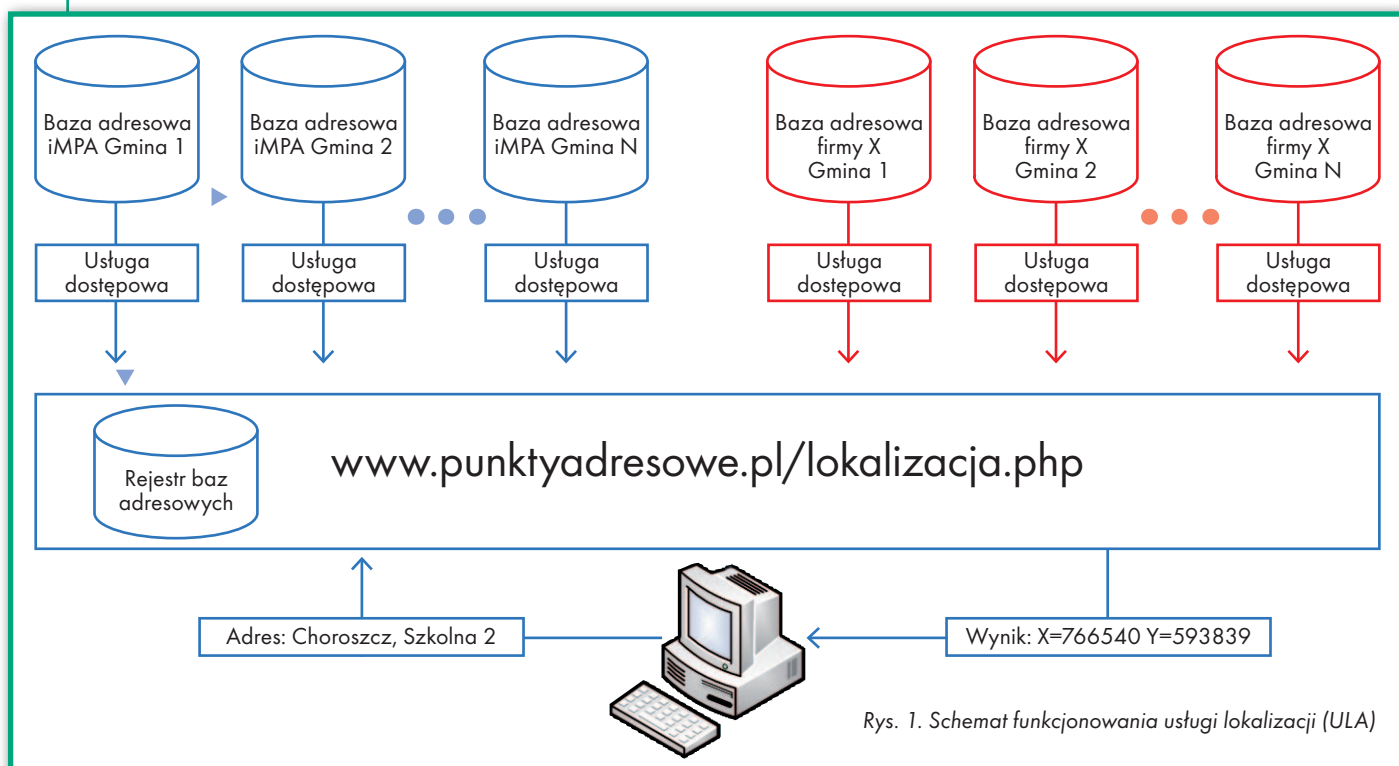 Baza adresowa
iMPA Gmina 1
Baza adresowa
iMPA Gmina 2
Baza adresowa
iMPA Gmina N
Baza adresowa
firmy X
Gmina 1
Baza adresowa
firmy X
Gmina 2
Baza adresowa
firmy X
Gmina N
Usługa
dostępowa
Usługa
dostępowa
Usługa
dostępowa
Usługa
dostępowa
Usługa
dostępowa
Usługa
dostępowa
Rejestr baz
adresowych
www.punktyadresowe.pl/lokalizacja.php
Adres: Choroszcz, Szkolna 2
Wynik: X=766540 Y=593839
Rys. 1. Schemat funkcjonowania usługi lokalizacji (ULA)